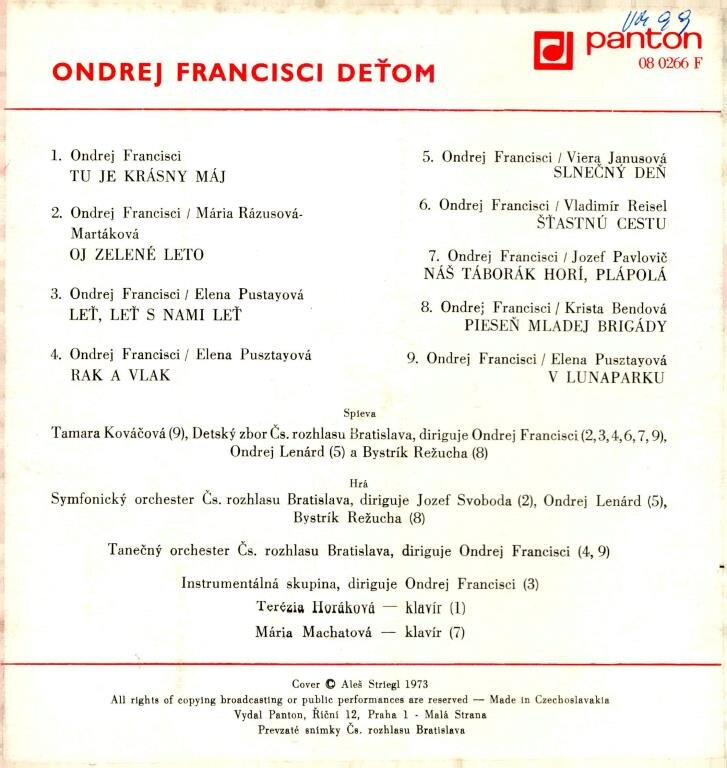 ONDREJ FRANCISCI DEŤOM
panton
08 0266 F
1. Ondrej Francisci
TU JE KRÁSNY MÁJ
2. Ondrej Francisci / Mária Rázusová-
Martáková
OJ ZELENÉ LETO
3. Ondrej Francisci / Elena Pustayová
LEŤ, LEŤ S NAMI LEŤ
4. Ondrej Francisci / Elena Pusztayová
RAK A VLAK
5. Ondrej Francisci / Viera Janusová
SLNEČNÝ DEŇ
6. Ondrej Francisci / Vladimír Reisel
ŠŤASTNÚ CESTU
7. Ondrej Francisci / Jozef Pavlovič
NÁŠ TÁBORÁK HORÍ, PLÁPOLÁ
8. Ondrej Francisci / Krista Bendová
PIESEŇ MLADEJ BRIGÁDY
9. Ondrej Francisci / Elena Pusztayová
V LUNAPARKU
Spieva
Tamara Kováčová (9), Detský zbor Čs. rozhlasu Bratislava, diriguje Ondrej Francisci (2, 3, 4, 6, 7, 9),
Ondrej Lenárd (5) a Bystrík Režucha (8)
Hrá
Symfonický orchester Čs. rozhlasu Bratislava, diriguje Jozef Svoboda (2), Ondrej Lenárd (5),
Bystrík Režucha (8)
Tanečný orchester Čs. rozhlasu Bratislava, diriguje Ondrej Francisci (4, 9)
Instrumentálná skupina, diriguje Ondrej Francisci (3)
Terézia Horáková — klavír (1)
Mária Machatová — klavír (7)
Cover © Aleš Striegl 1973
All rights of copying broadcasting or public performances are reserved — Made in Czechoslavakia
Vydal Panton, Říční 12, Praha 1 - Malá Strana
Prevzaté snímky Čs. rozhlasu Bratislava